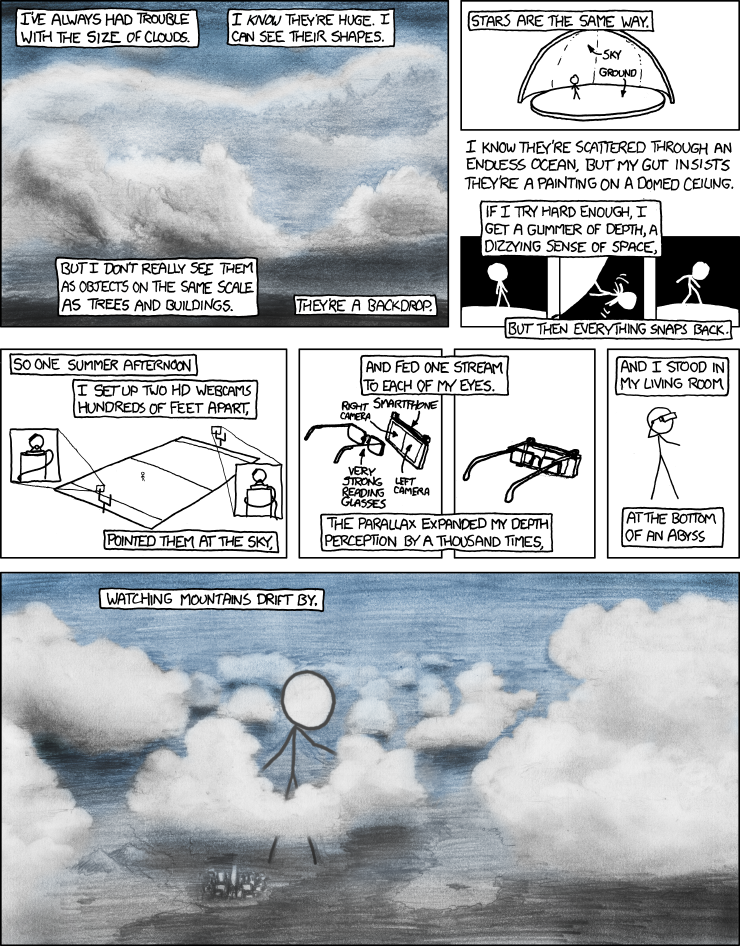 I'VE ALWAYS HAD TROUBLE
WITH THE SIZE OF CLOUDS.
I KNOW THEY'RE HUGE. I
CAN SEE THEIR SHAPES.
BUT I DON'T REALLY SEE THEM
AS OBJECTS ON THE SAME SCALE
AS TREES AND BUILDINGS.
THEY'RE A BACKDROP.
STARS ARE THE SAME WAY.
SKY
GROUND
I KNOW THEY'RE SCATTERED THROUGH AN
ENDLESS OCEAN, BUT MY GUT INSISTS
THEY'RE A PAINTING ON A DOMED CEILING.
IF I TRY HARD ENOUGH, I
GET A GLIMMER OF DEPTH, A
DIZZYING SENSE OF SPACE,
BUT THEN EVERYTHING SNAPS BACK.
SO ONE SUMMER AFTERNOON
I SET UP TWO HD WEBCAMS
HUNDREDS OF FEET APART,
POINTED THEM AT THE SKY,
AND FED ONE STREAM
TO EACH OF MY EYES.
RIGHT
CAMERA
SMARTPHONE
VERY
STRONG
READING
GLASSES
LEFT
CAMERA
THE PARALLAX EXPANDED MY DEPTH
PERCEPTION BY A THOUSAND TIMES,
AND I STOOD IN
MY LIVING ROOM
AT THE BOTTOM
OF AN ABYSS
WATCHING MOUNTAINS DRIFT BY.